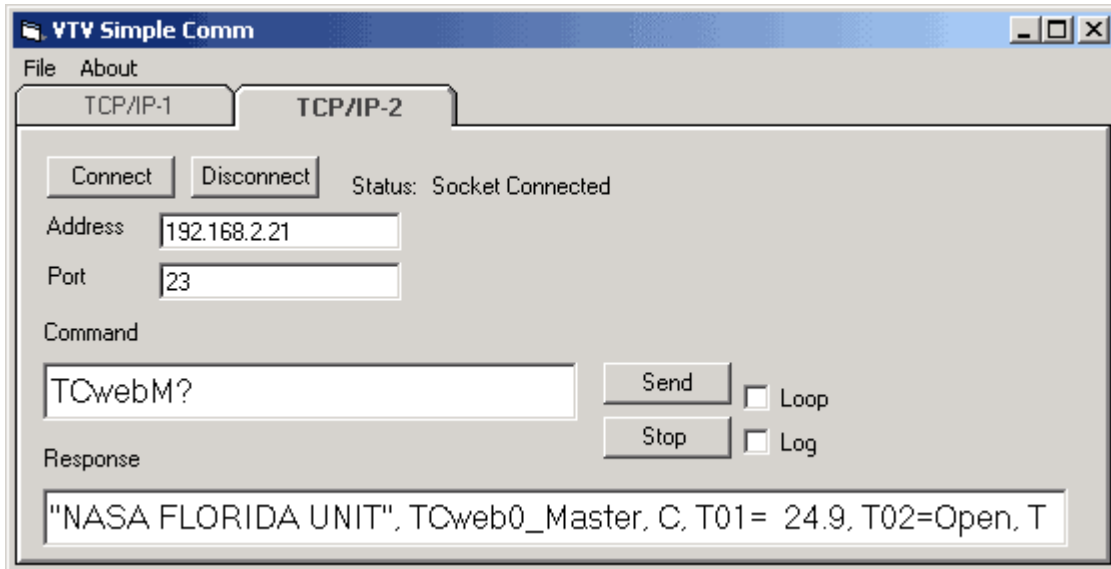 VTV Simple Comm
File About
TCP/IP-1 TCP/IP-2
Connect Disconnect Status: Socket Connected
Address 192.168.2.21
Port 23
Command
TCwebM? Send Loop
Stop Log
Response
"NASA FLORIDA UNIT", TCweb0_Master, C, T01= 24.9, T02=Open, T